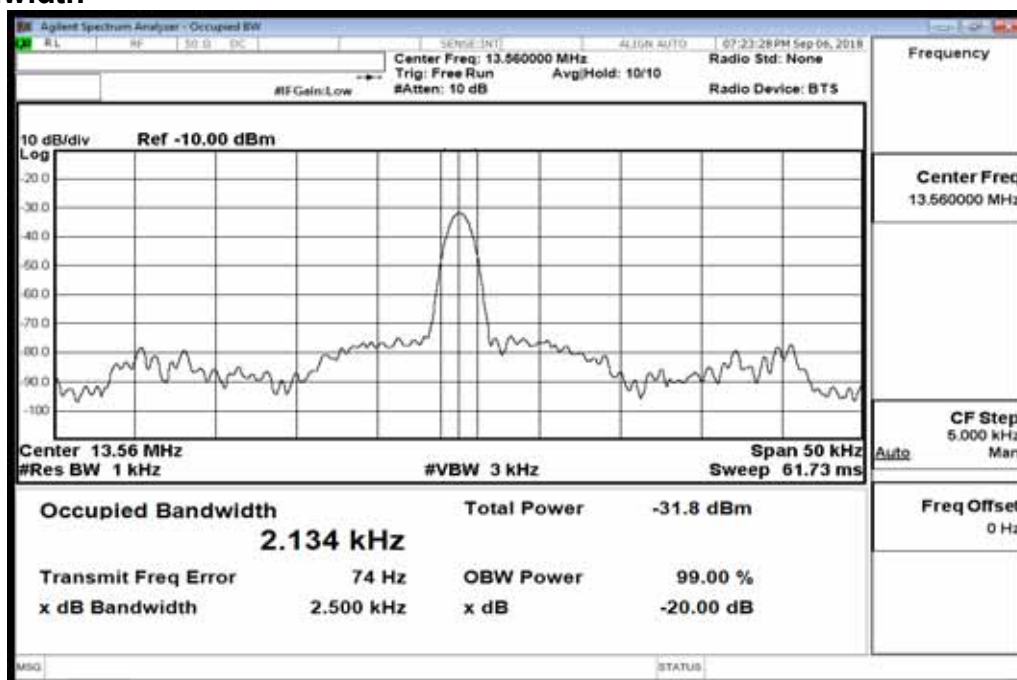 Agilent Spectrum Analyzer - Occupied BW
RL RF 50 Ω DC SENSE:INT ALIGN AUTO 07:23:28 PM Sep 06, 2018
Center Freq: 13.560000 MHz Radio Std: None
Trig: Free Run Avg|Hold: 10/10
#IFGain:Low #Atten: 10 dB Radio Device: BTS
Frequency
10 dB/div Ref -10.00 dBm
Log
-20.0
-30.0
-40.0
-50.0
-60.0
-70.0
-80.0
-90.0
-100
Center 13.56 MHz Span 50 kHz
#Res BW 1 kHz #VBW 3 kHz Sweep 61.73 ms
Occupied Bandwidth Total Power -31.8 dBm
2.134 kHz
Transmit Freq Error 74 Hz OBW Power 99.00 %
x dB Bandwidth 2.500 kHz x dB -20.00 dB
Center Freq
13.560000 MHz
CF Step
5.000 kHz
Auto Man
Freq Offset
0 Hz
MSG STATUS